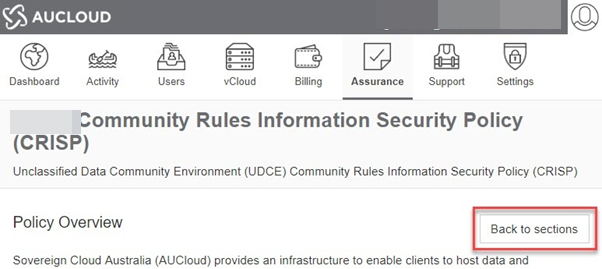 AUCLOUD
Dashboard Activity Users vCloud Billing Assurance Support Settings
Community Rules Information Security Policy
(CRISP)
Unclassified Data Community Environment (UDCE) Community Rules Information Security Policy (CRISP)
Policy Overview
Back to sections
Sovereign Cloud Australia (AUCloud) provides an infrastructure to enable clients to host data and